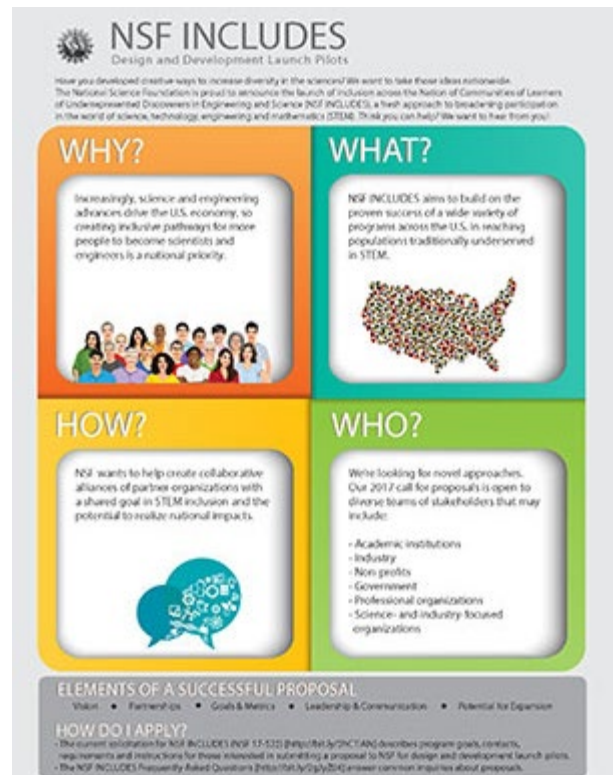 NSF INCLUDES
Design and Development Launch Pilots
Have you developed creative ways to increase diversity in the sciences? We want to take those ideas nationwide.
The National Science Foundation is proud to announce the launch of Inclusion across the Nation of Communities of Learners
of Underrepresented Discoverers in Engineering and Science (NSF INCLUDES), a fresh approach to broadening participation
in the world of science, technology, engineering and mathematics (STEM). Think you can help? We want to hear from you!
WHY?
Increasingly, science and engineering
advances drive the U.S. economy, so
creating inclusive pathways for more
people to become scientists and
engineers is a national priority.
WHAT?
NSF INCLUDES aims to build on the
proven success of a wide variety of
programs across the U.S. in reaching
populations traditionally underserved
in STEM.
HOW?
NSF wants to help create collaborative
alliances of partner organizations with
a shared goal in STEM inclusion and the
potential to realize national impacts.
WHO?
We're looking for novel approaches.
Our 2017 call for proposals is open to
diverse teams of stakeholders that may
include:
- Academic institutions
- Industry
- Non profits
- Government
- Professional organizations
- Science- and industry-focused
organizations
ELEMENTS OF A SUCCESSFUL PROPOSAL
Vision • Partnerships • Goals & Metrics • Leadership & Communication • Potential for Expansion
HOW DO I APPLY?
- The current solicitation for NSF INCLUDES (NSF 17-522) describes program goals, contacts,
requirements and instructions for those interested in submitting a proposal to NSF for design and development launch pilots.
- The NSF INCLUDES Frequently Asked Questions answer common inquiries about proposals.